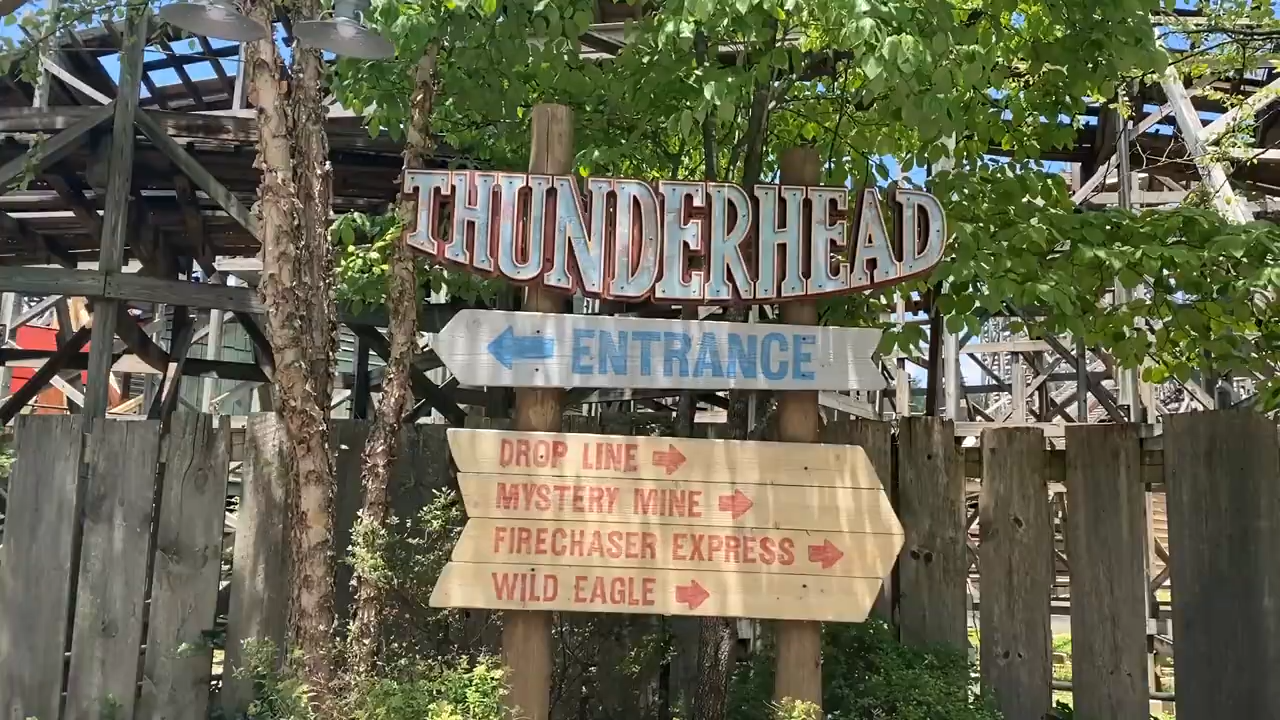 THUNDERHEAD
ENTRANCE
DROP LINE
MYSTERY MINE
FIRECHASER EXPRESS
WILD EAGLE